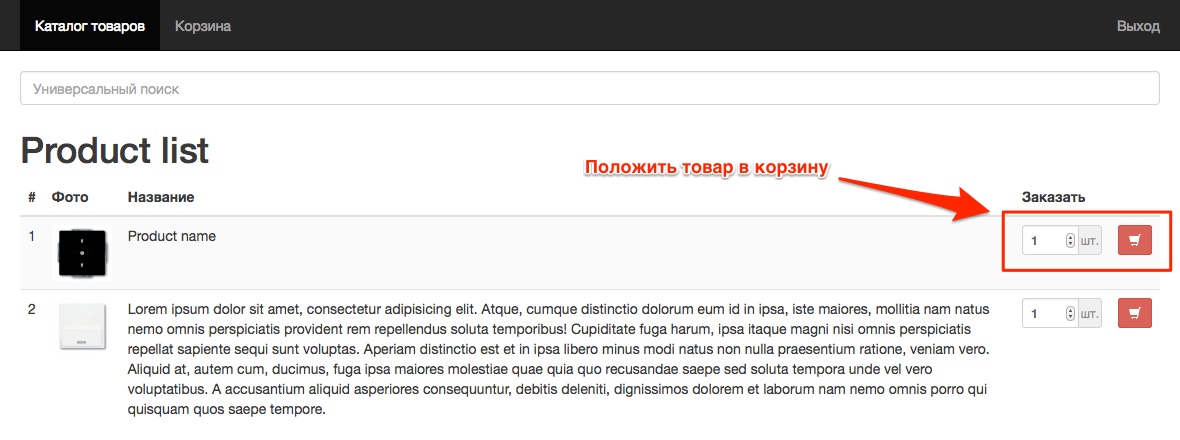 Каталог товаров Корзина Выход
Универсальный поиск
Product list
Положить товар в корзину
# Фото Название Заказать
1 Product name 1 шт.
2 Lorem ipsum dolor sit amet, consectetur adipisicing elit. Atque, cumque distinctio dolorum eum id in ipsa, iste maiores, mollitia nam natus 1 шт.
nemo omnis perspiciatis provident rem repellendus soluta temporibus! Cupiditate fuga harum, ipsa itaque magni nisi omnis perspiciatis
repellat sapiente sequi sunt voluptas. Aperiam distinctio est et in ipsa libero minus modi natus non nulla praesentium ratione, veniam vero.
Aliquid at, autem cum, ducimus, fuga ipsa maiores molestiae quae quia quo recusandae saepe sed soluta tempora unde vel vero
voluptatibus. A accusantium aliquid asperiores consequuntur, debitis deleniti, dignissimos dolorem et laborum nam nemo omnis porro qui
quisquam quos saepe tempore.